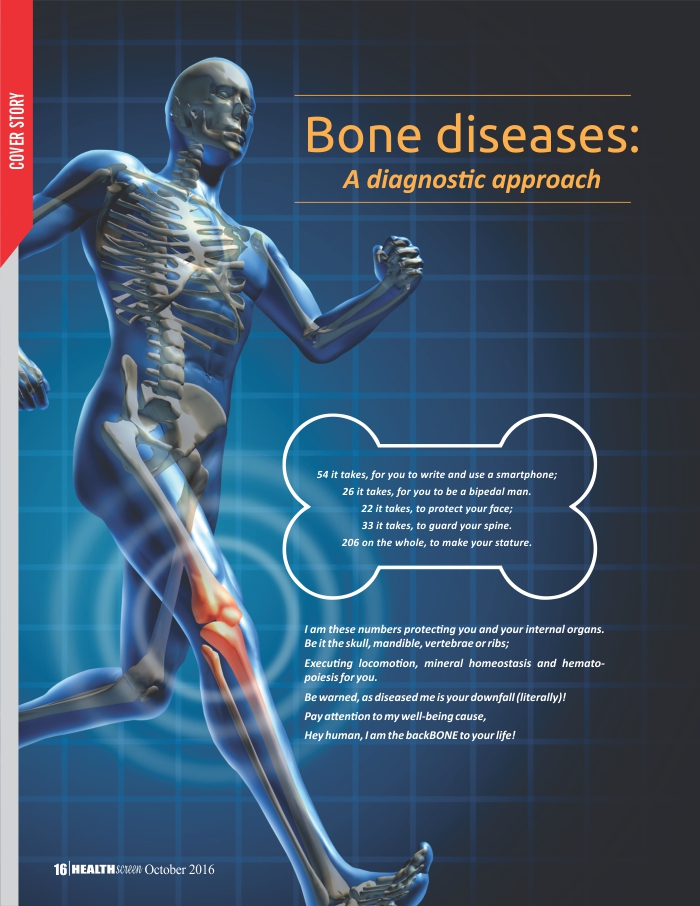 COVER STORY
Bone diseases:
A diagnostic approach
54 it takes, for you to write and use a smartphone;
26 it takes, for you to be a bipedal man.
22 it takes, to protect your face;
33 it takes, to guard your spine.
206 on the whole, to make your stature.
I am these numbers protecting you and your internal organs.
Be it the skull, mandible, vertebrae or ribs;
Executing locomotion, mineral homeostasis and hemato-
poiesis for you.
Be warned, as diseased me is your downfall (literally)!
Pay attention to my well-being cause,
Hey human, I am the backBONE to your life!
16 HEALTHscreen October 2016